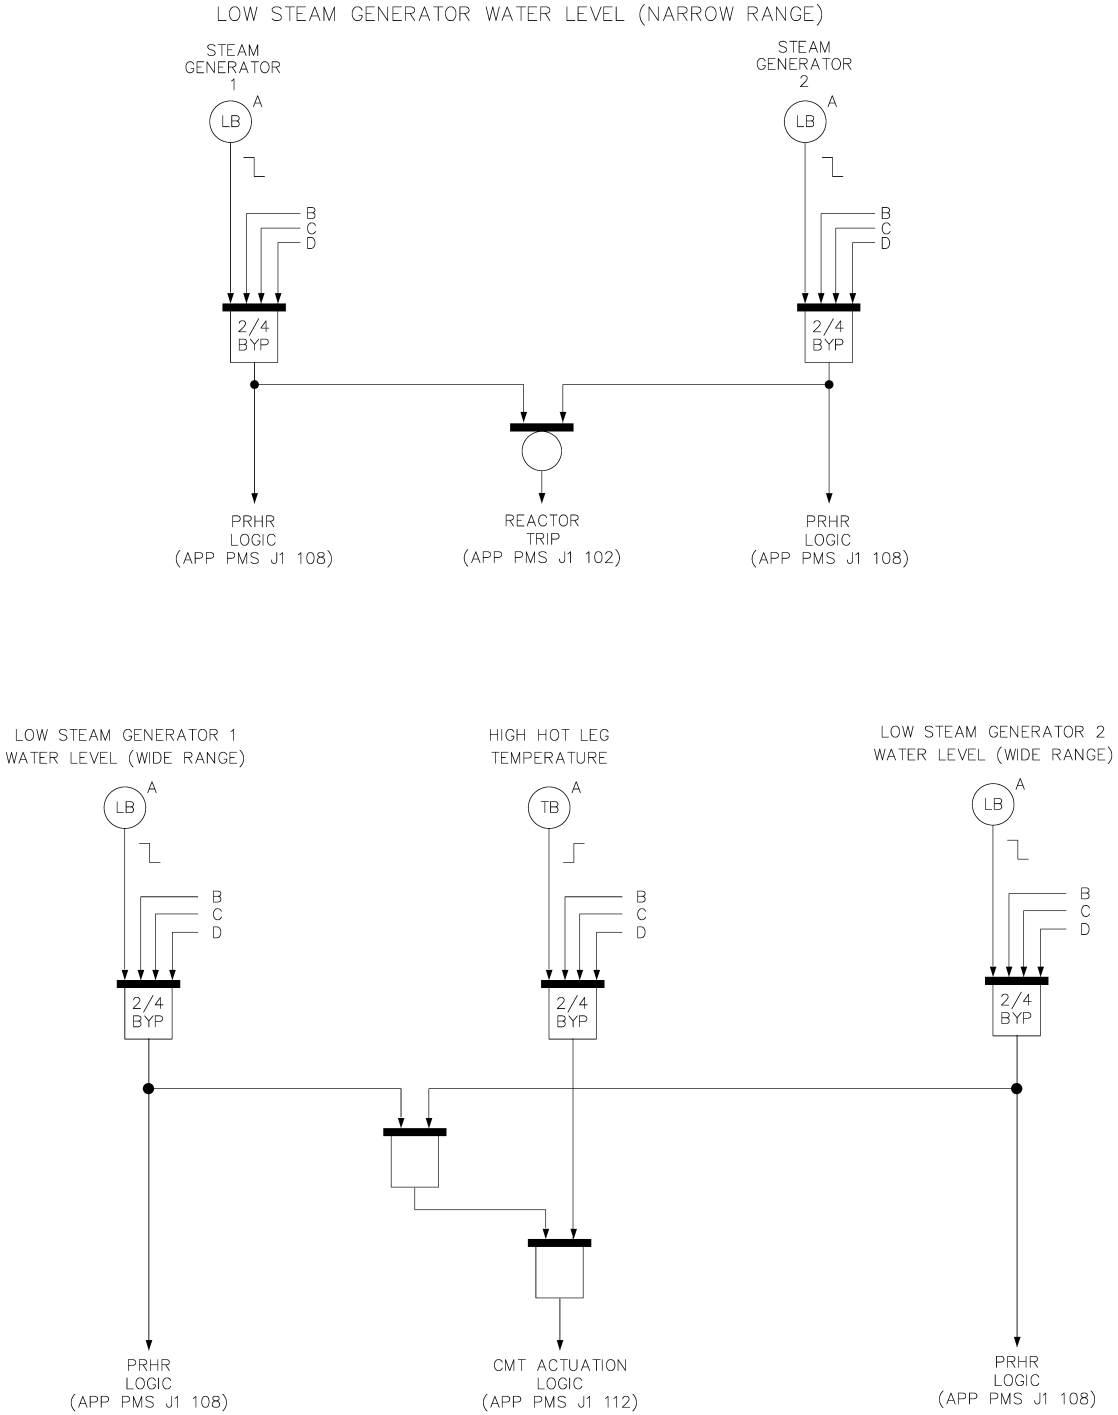 LOW STEAM GENERATOR WATER LEVEL (NARROW RANGE)
STEAM
GENERATOR
1
A
LB
B
C
D
2/4
BYP
STEAM
GENERATOR
2
A
LB
B
C
D
2/4
BYP
PRHR
LOGIC
(APP PMS J1 108)
REACTOR
TRIP
(APP PMS J1 102)
PRHR
LOGIC
(APP PMS J1 108)
LOW STEAM GENERATOR 1
WATER LEVEL (WIDE RANGE)
A
LB
B
C
D
2/4
BYP
HIGH HOT LEG
TEMPERATURE
A
TB
B
C
D
2/4
BYP
LOW STEAM GENERATOR 2
WATER LEVEL (WIDE RANGE)
A
LB
B
C
D
2/4
BYP
PRHR
LOGIC
(APP PMS J1 108)
CMT ACTUATION
LOGIC
(APP PMS J1 112)
PRHR
LOGIC
(APP PMS J1 108)